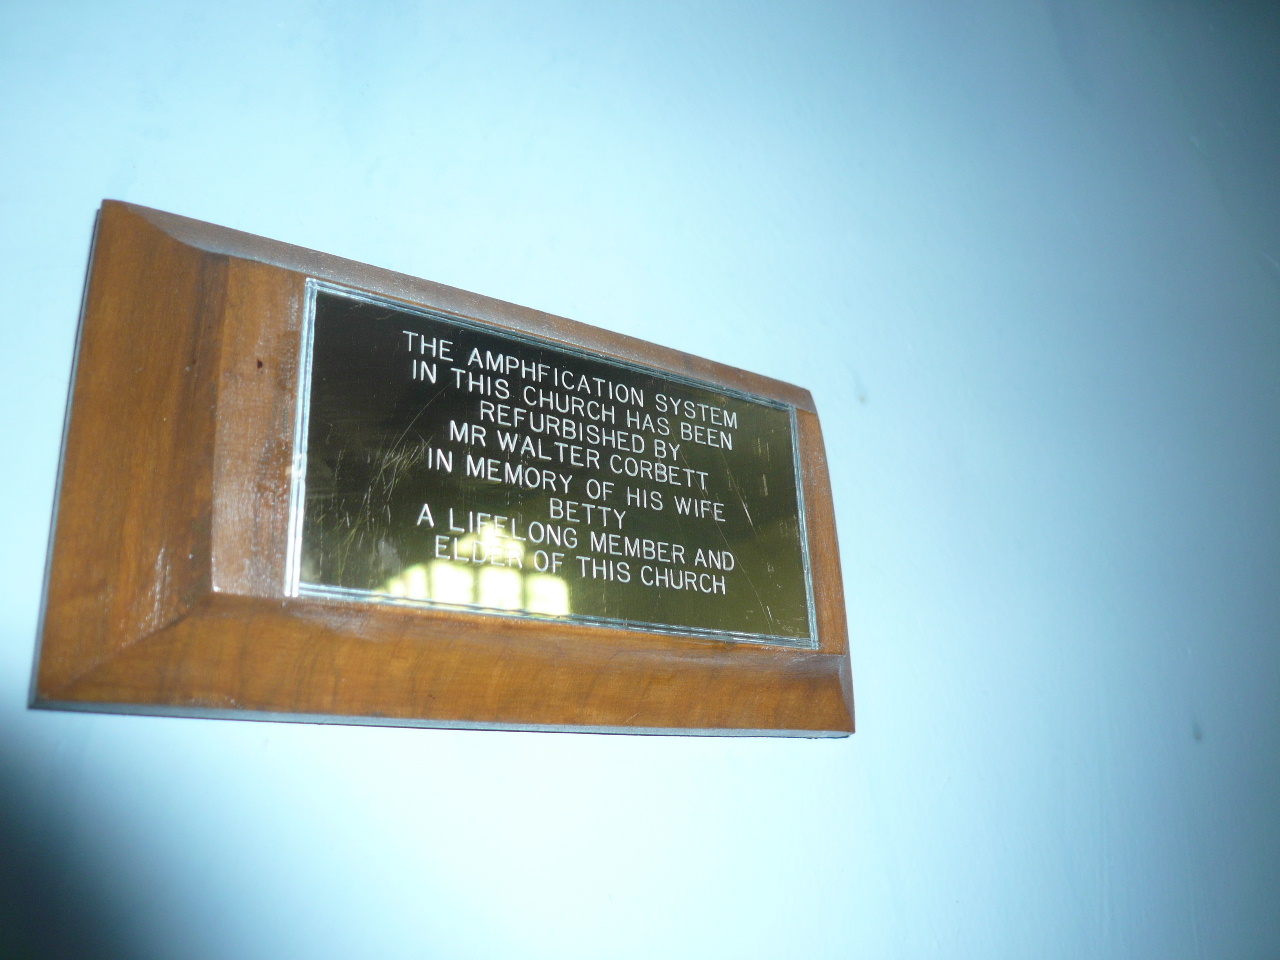 THE AMPHFICATION SYSTEM
IN THIS CHURCH HAS BEEN
REFURBISHED BY
MR WALTER CORBETT
IN MEMORY OF HIS WIFE
BETTY
A LIFELONG MEMBER AND
ELDER OF THIS CHURCH